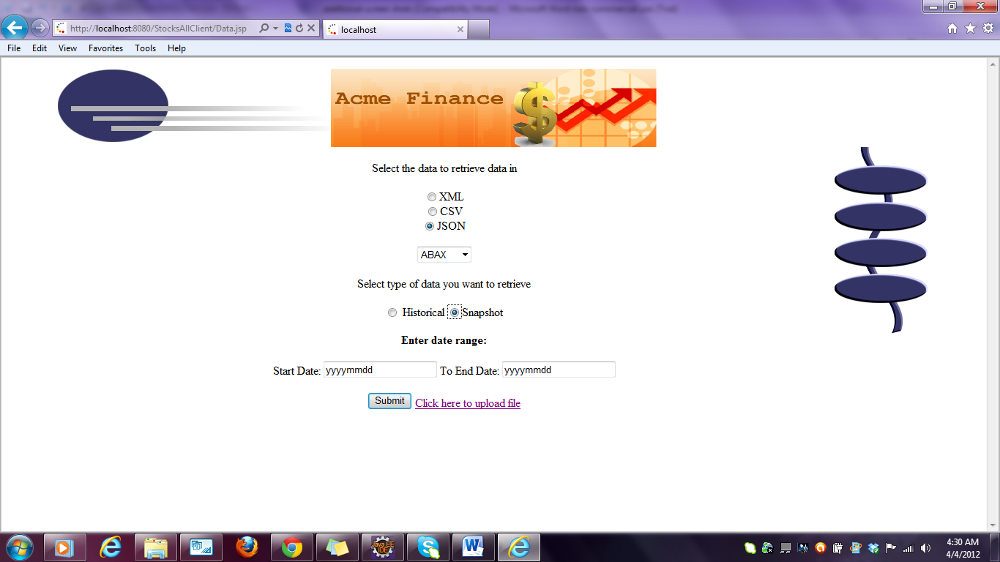 http://localhost:8080/StocksAllClient/Data.jsp
localhost
File Edit View Favorites Tools Help
Acme Finance
Select the data to retrieve data in
XML
CSV
JSON
ABAX
Select type of data you want to retrieve
Historical Snapshot
Enter date range:
Start Date: yyyymmdd To End Date: yyyymmdd
Submit Click here to upload file
Java EE
IDE
4:30 AM
4/4/2012